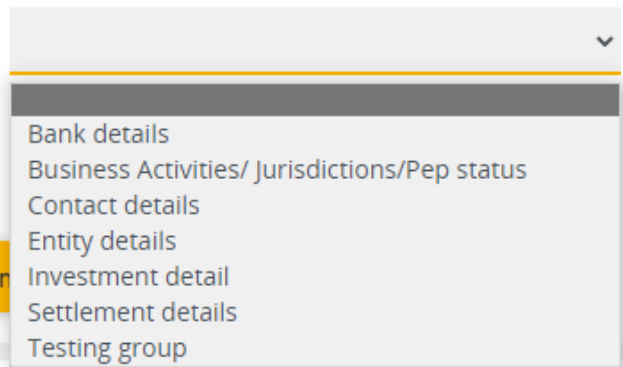 Bank details
Business Activities/ Jurisdictions/Pep status
Contact details
Entity details
Investment detail
Settlement details
Testing group